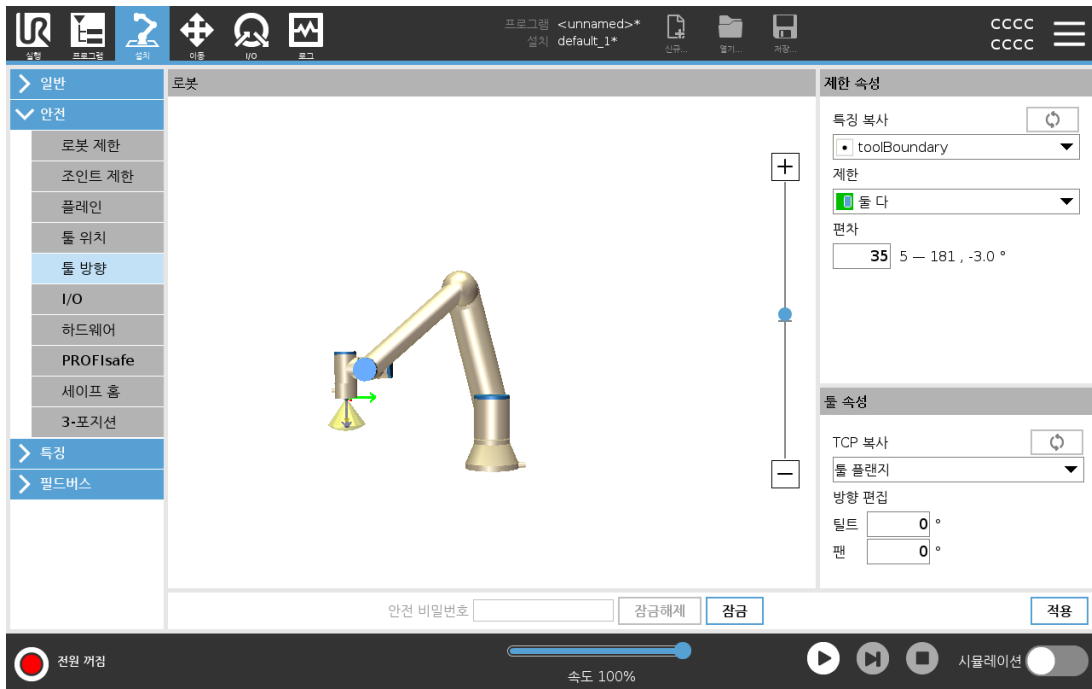 프로그램 <unnamed>*
설치 default_1*
cccc
cccc
실행 프로그램 설치 이동 I/O 로그 신규... 열기... 저장...
일반
안전
로봇 제한
조인트 제한
플레인
툴 위치
툴 방향
I/O
하드웨어
PROFIsafe
세이프 홈
3-포지션
특징
필드버스
로봇
제한 속성
특징 복사
toolBoundary
제한
둘 다
편차
35 5 — 181 , -3.0 °
툴 속성
TCP 복사
툴 플랜지
방향 편집
틸트 0 °
팬 0 °
안전 비밀번호 잠금해제 잠금 적용
전원 꺼짐
속도 100%
시뮬레이션